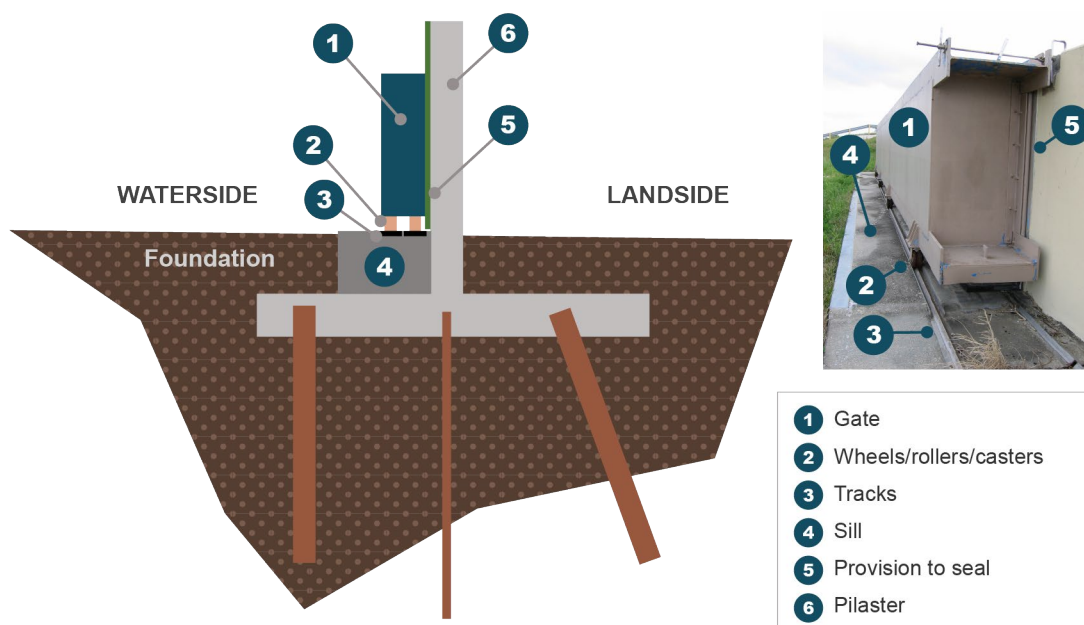 1
6
2
5
WATERSIDE
3
LANDSIDE
Foundation
4
1
5
4
2
3
1 Gate
2 Wheels/rollers/casters
3 Tracks
4 Sill
5 Provision to seal
6 Pilaster